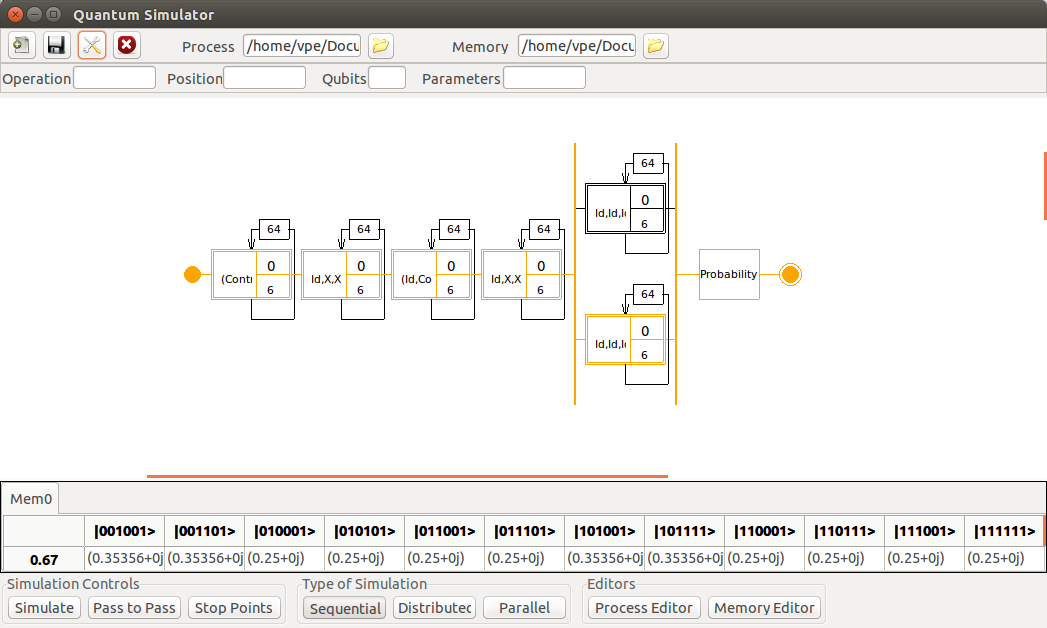 Quantum Simulator
Process /home/vpe/Docu Memory /home/vpe/Docu
Operation Position Qubits Parameters
64
0
Id,Id,I
6
64 64 64 64
0 0 0 0
(Contr Id,X,X (Id,Co Id,X,X Probability
6 6 6 6
64
0
Id,Id,I
6
Mem0
|001001> |001101> |010001> |010101> |011001> |011101> |101001> |101111> |110001> |110111> |111001> |111111>
0.67 (0.35356+0j (0.35356+0j (0.25+0j) (0.25+0j) (0.25+0j) (0.25+0j) (0.35356+0j (0.35356+0j (0.25+0j) (0.25+0j) (0.25+0j) (0.25+0j)
Simulation Controls Type of Simulation Editors
Simulate Pass to Pass Stop Points Sequential Distributec Parallel Process Editor Memory Editor